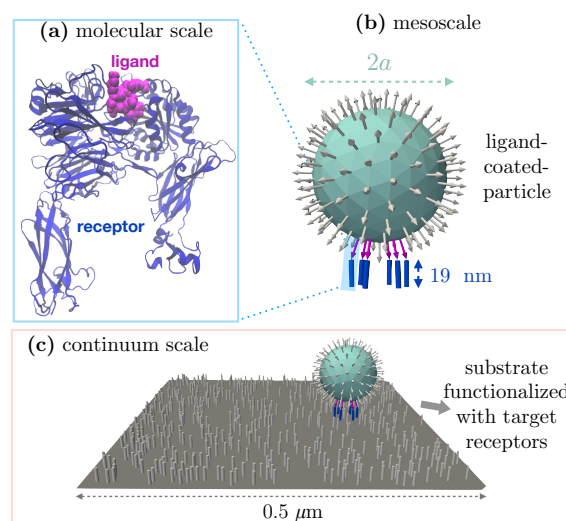 (a) molecular scale
ligand
receptor
(b) mesoscale
2a
ligand-
coated-
particle
19 nm
(c) continuum scale
substrate
functionalized
with target
receptors
0.5 μm